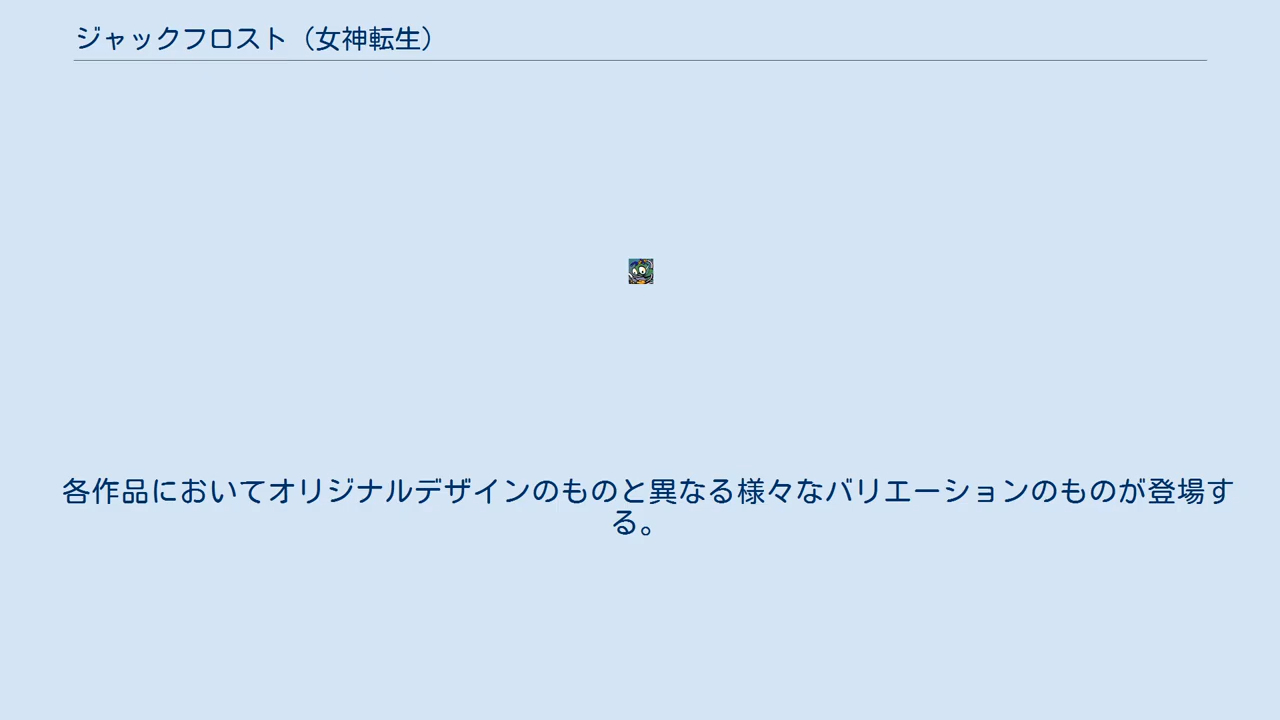 ジャックフロスト（女神転生）
各作品においてオリジナルデザインのものと異なる様々なバリエーションのものが登場す
る。